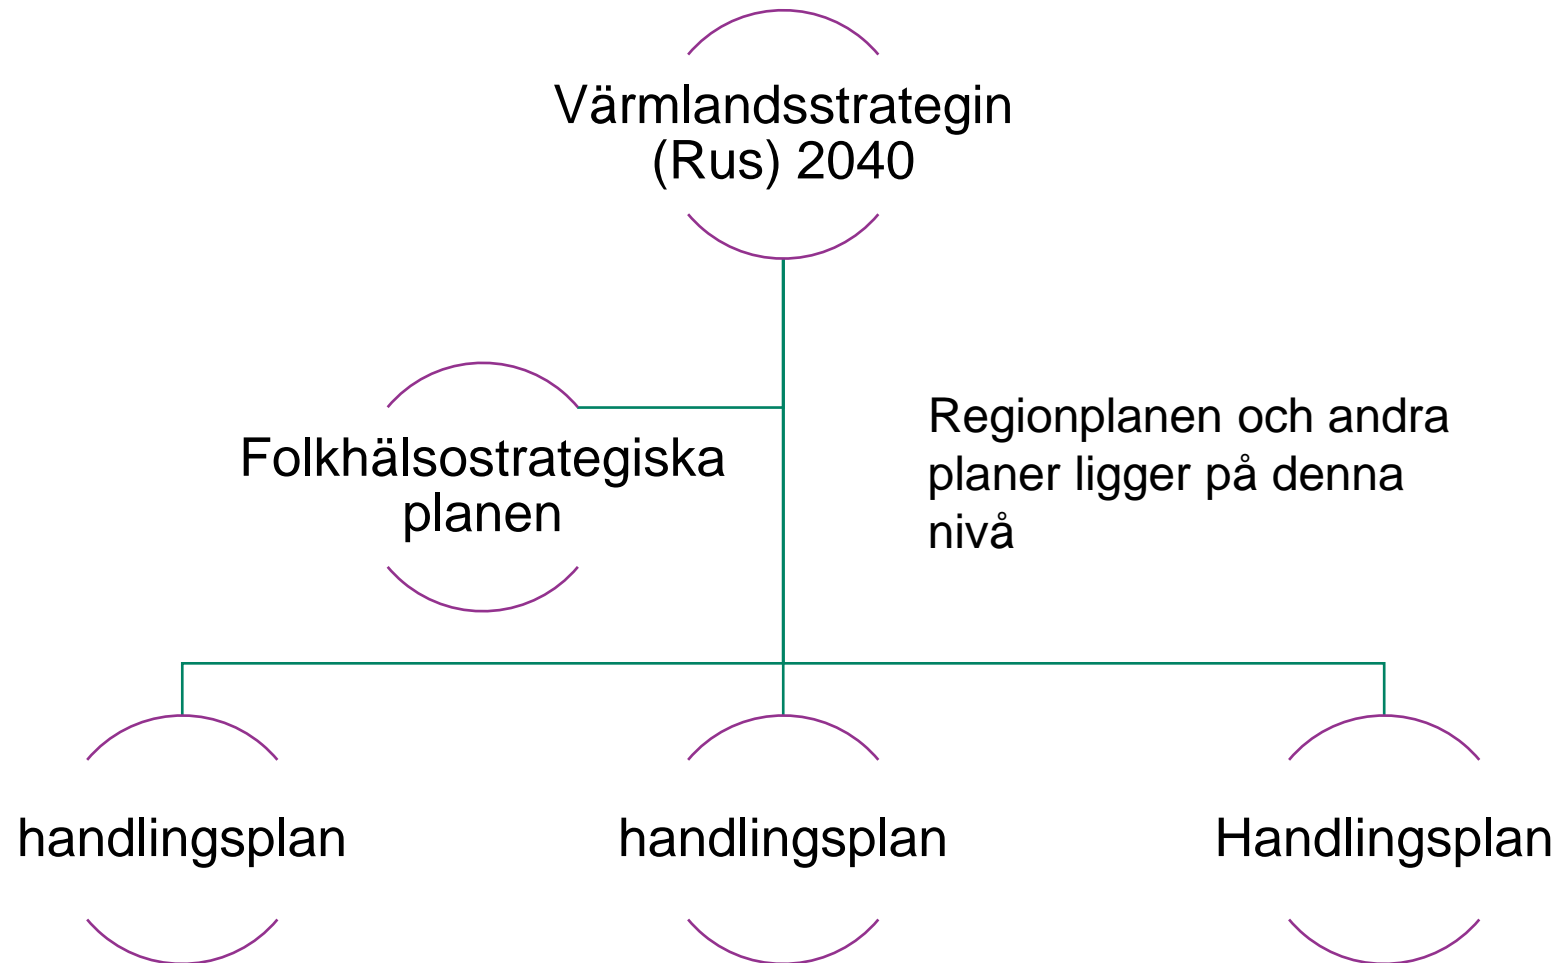 Värmlandsstrategin
(Rus) 2040
Folkhälsostrategiska
planen
Regionplanen och andra
planer ligger på denna
nivå
handlingsplan
handlingsplan
Handlingsplan